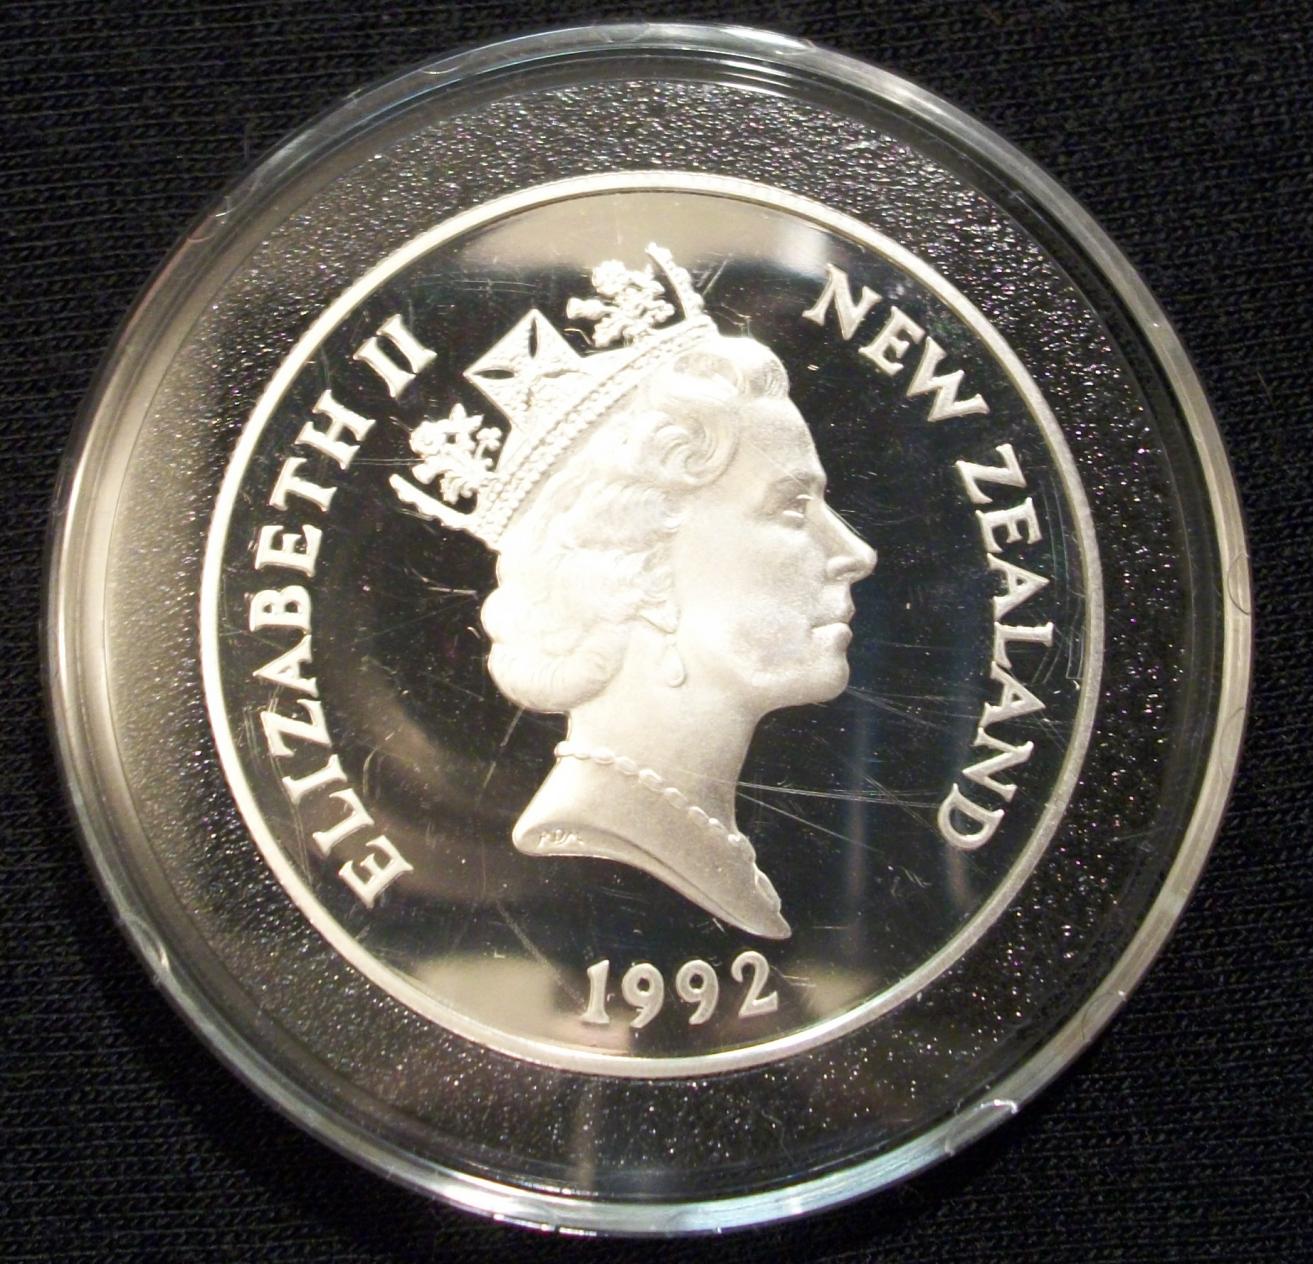 ELIZABETH II
NEW ZEALAND
1992